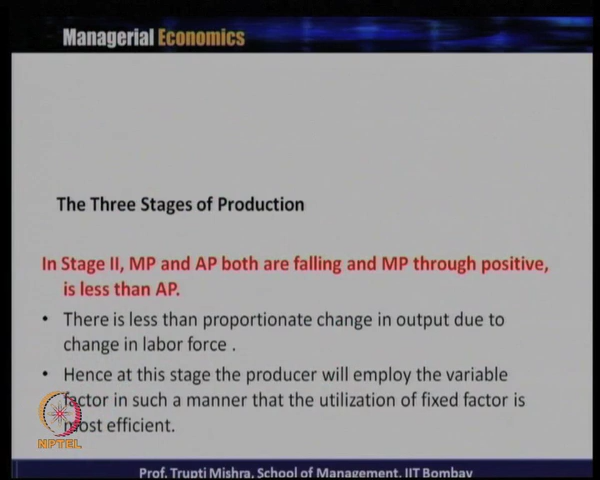 Managerial Economics
The Three Stages of Production
In Stage II, MP and AP both are falling and MP through positive,
is less than AP.
• There is less than proportionate change in output due to
change in labor force .
• Hence at this stage the producer will employ the variable
factor in such a manner that the utilization of fixed factor is
most efficient.
NPTEL
Prof. Trupti Mishra, School of Management, IIT Bombay